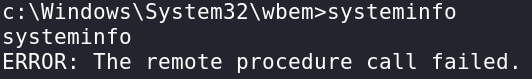 c:\Windows\System32\wbem>systeminfo
systeminfo
ERROR: The remote procedure call failed.